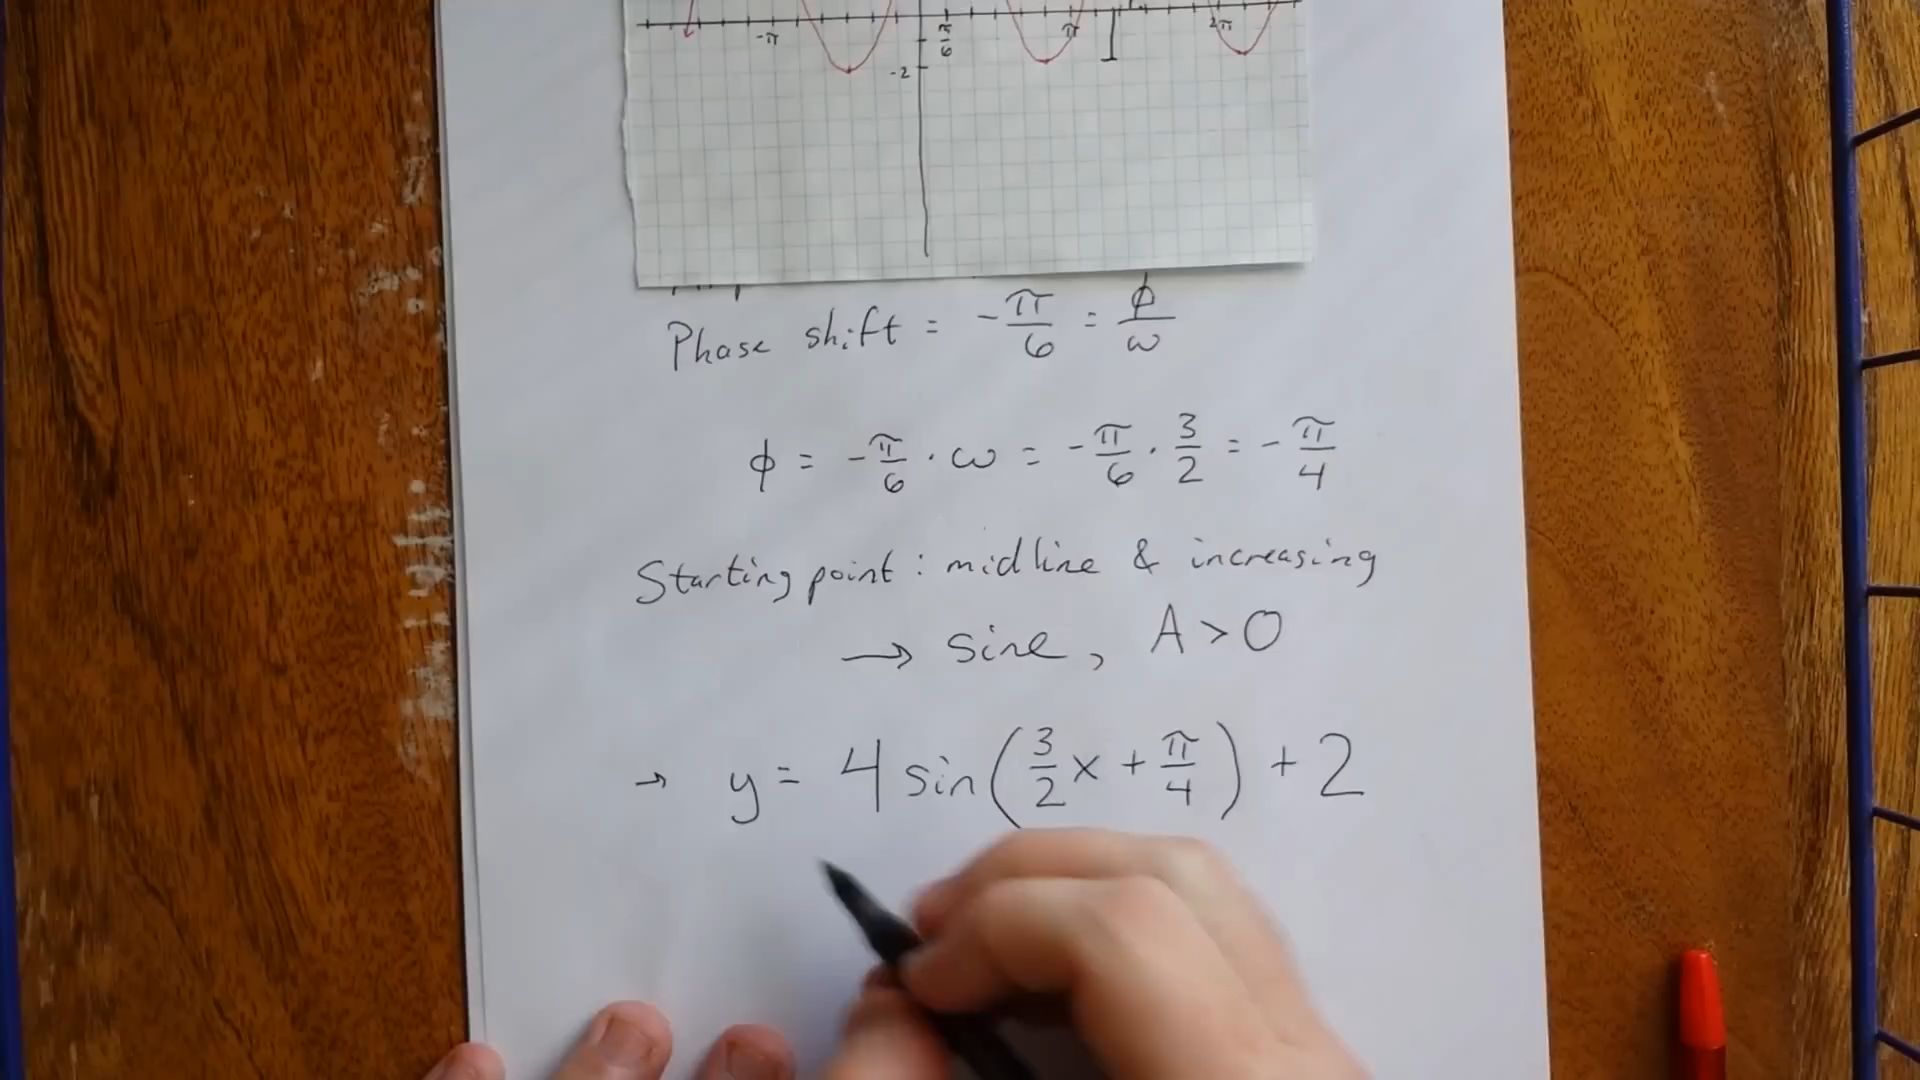 -π π/6 π 2π
-2
Phase shift = -π/6 = φ/ω
φ = -π/6 · ω = -π/6 · 3/2 = -π/4
Starting point : midline & increasing
→ sine, A > 0
→ y = 4 sin(3/2 x + π/4) + 2